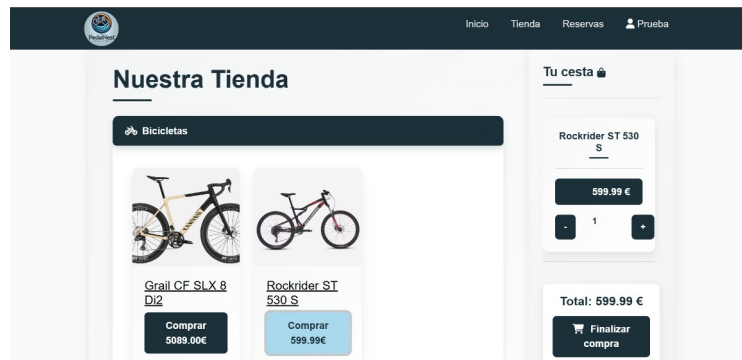 PedalNest
Inicio Tienda Reservas Prueba
Nuestra Tienda
Bicicletas
CANYON
Grail CF SLX 8
Di2
Comprar
5089.00€
Rockrider ST
530 S
Comprar
599.99€
Tu cesta
Rockrider ST 530
S
599.99 €
- 1 +
Total: 599.99 €
Finalizar
compra